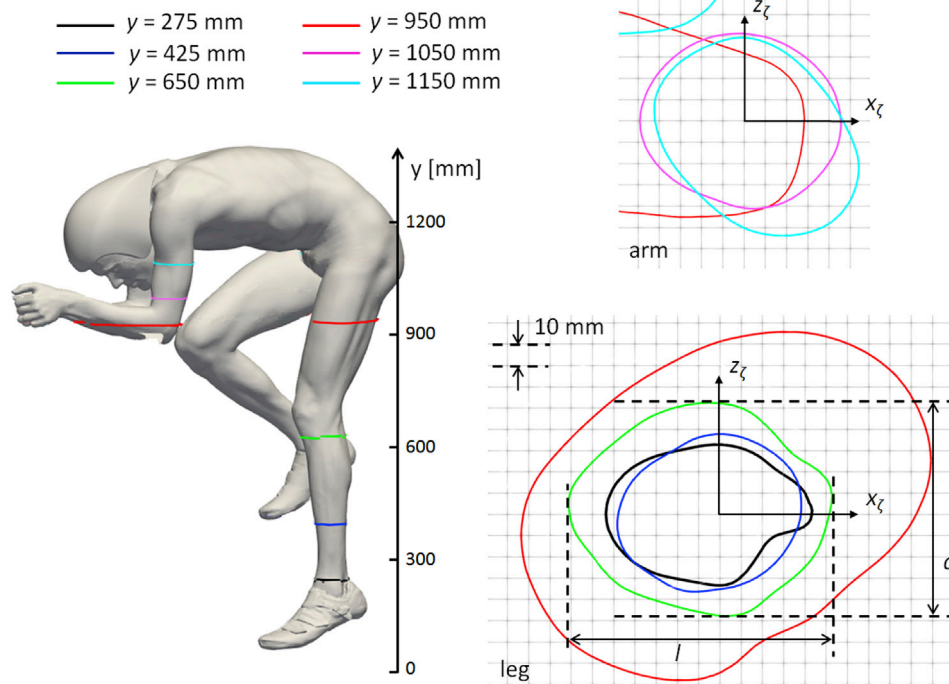 y = 275 mm
y = 425 mm
y = 650 mm
y = 950 mm
y = 1050 mm
y = 1150 mm
zζ
xζ
arm
y [mm]
1200
900
600
300
0
10 mm
zζ
xζ
l
leg